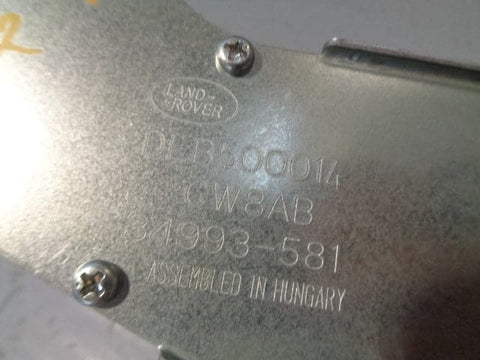 LAND-
-ROVER
DLB500014
CW8AB
34993-581
ASSEMBLED IN HUNGARY